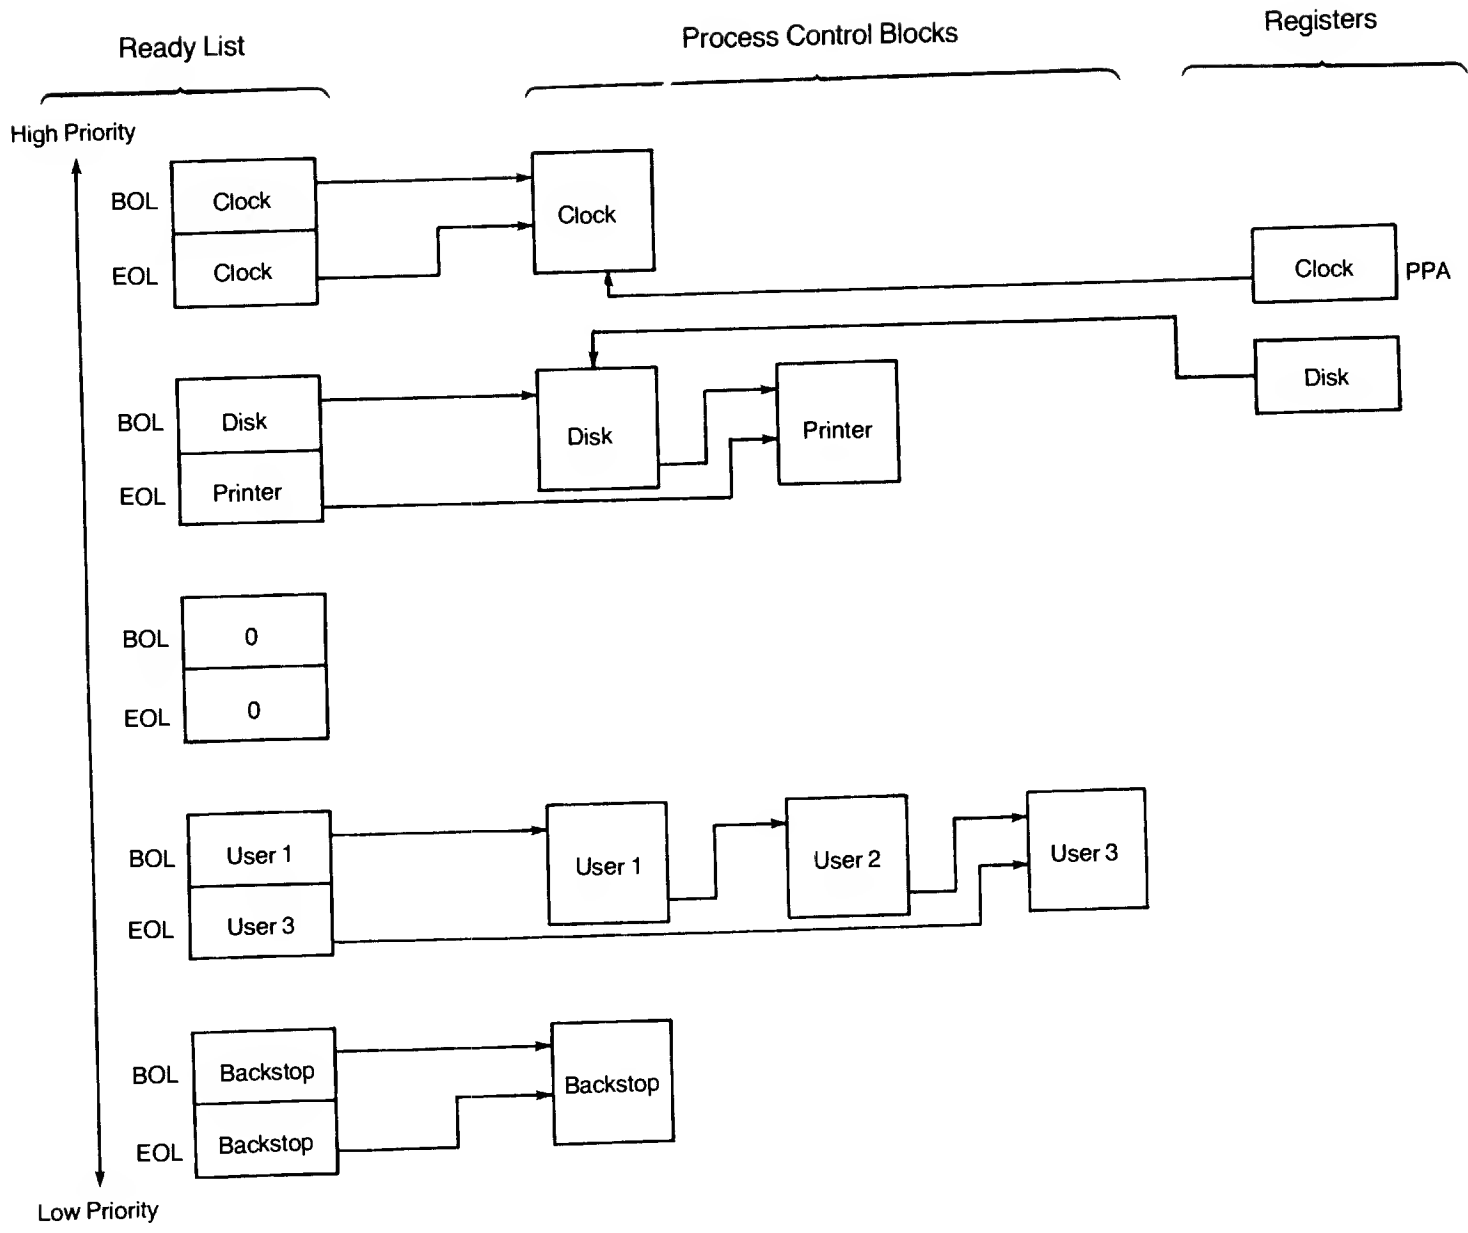 Ready List
Process Control Blocks
Registers
High Priority
BOL
Clock
Clock
EOL
Clock
Clock
PPA
Disk
BOL
Disk
Disk
Printer
EOL
Printer
BOL
0
EOL
0
BOL
User 1
User 1
User 2
User 3
EOL
User 3
BOL
Backstop
Backstop
EOL
Backstop
Low Priority